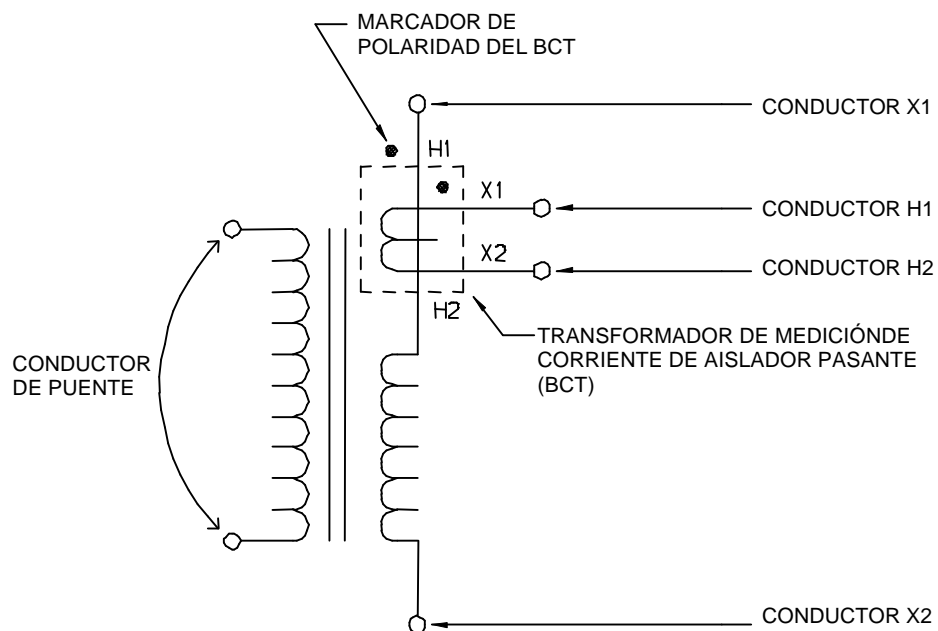 MARCADOR DE
POLARIDAD DEL BCT
CONDUCTOR X1
H1
X1
CONDUCTOR H1
X2
CONDUCTOR H2
H2
TRANSFORMADOR DE MEDICIÓNDE
CORRIENTE DE AISLADOR PASANTE
(BCT)
CONDUCTOR
DE PUENTE
CONDUCTOR X2